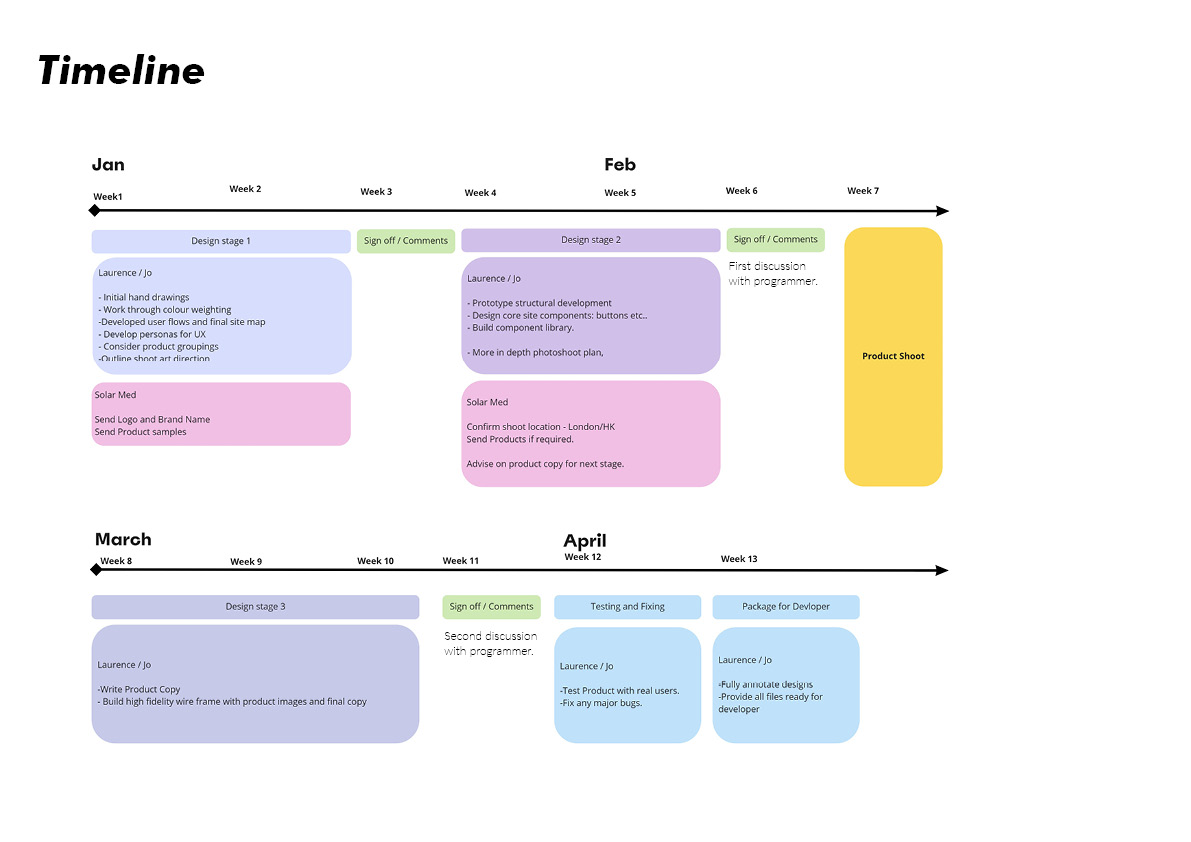 Timeline
Jan
Feb
Week1
Week 2
Week 3
Week 4
Week 5
Week 6
Week 7
Design stage 1
Sign off / Comments
Design stage 2
Sign off / Comments
Laurence / Jo
- Initial hand drawings
- Work through colour weighting
-Developed user flows and final site map
- Develop personas for UX
- Consider product groupings
-Outline shoot art direction
Solar Med
Send Logo and Brand Name
Send Product samples
Laurence / Jo
- Prototype structural development
- Design core site components: buttons etc..
- Build component library.
- More in depth photoshoot plan,
Solar Med
Confirm shoot location - London/HK
Send Products if required.
Advise on product copy for next stage.
First discussion
with programmer.
Product Shoot
March
April
Week 8
Week 9
Week 10
Week 11
Week 12
Week 13
Design stage 3
Sign off / Comments
Testing and Fixing
Package for Devloper
Laurence / Jo
-Write Product Copy
- Build high fidelity wire frame with product images and final copy
Second discussion
with programmer.
Laurence / Jo
-Test Product with real users.
-Fix any major bugs.
Laurence / Jo
-Fully annotate designs
-Provide all files ready for
developer